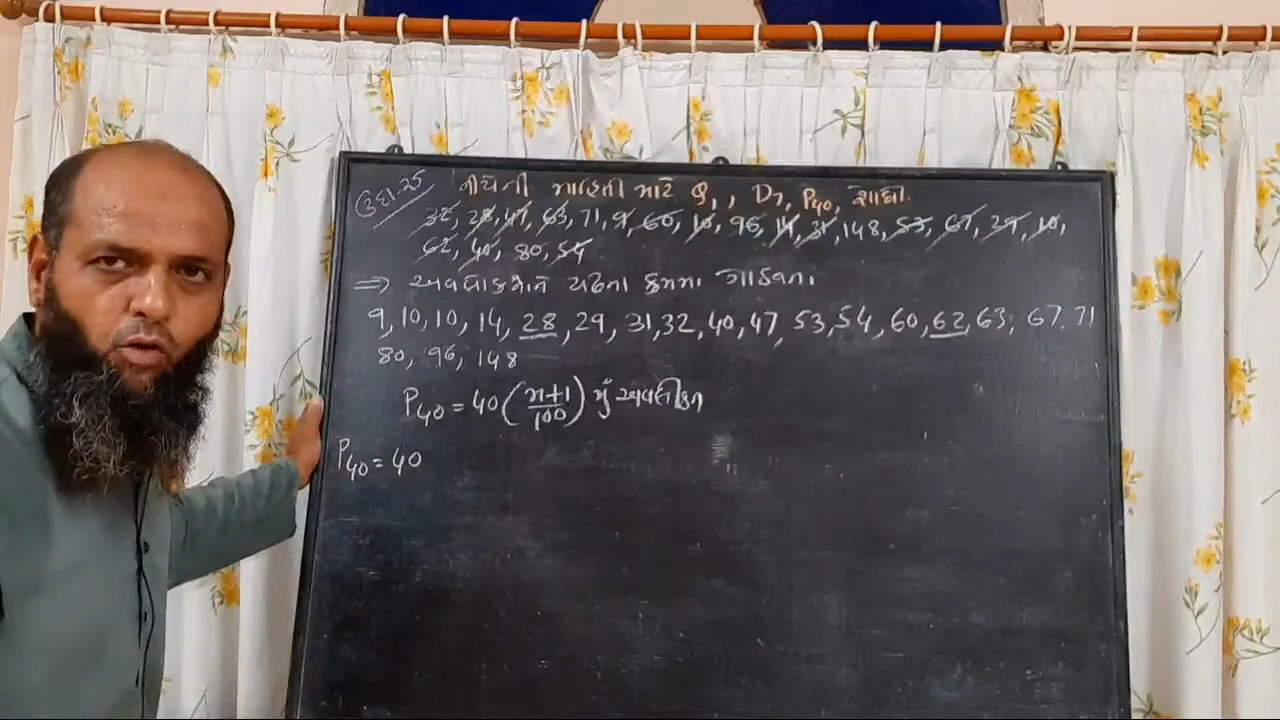 ઉદા.25 નીચેની માહિતી માટે Q₁, D₇, P₄₀, શોધો.
32, 28, 47, 63, 71, 9, 60, 10, 96, 14, 31, 148, 53, 67, 29, 10,
62, 40, 80, 54
⇒ અવલોકનોને ચઢતા ક્રમમાં ગોઠવતા.
9, 10, 10, 14, 28, 29, 31, 32, 40, 47, 53, 54, 60, 62, 63, 67, 71
80, 96, 148
P₄₀ = 40 (n+1/100) મું અવલોકન
P₄₀ = 40